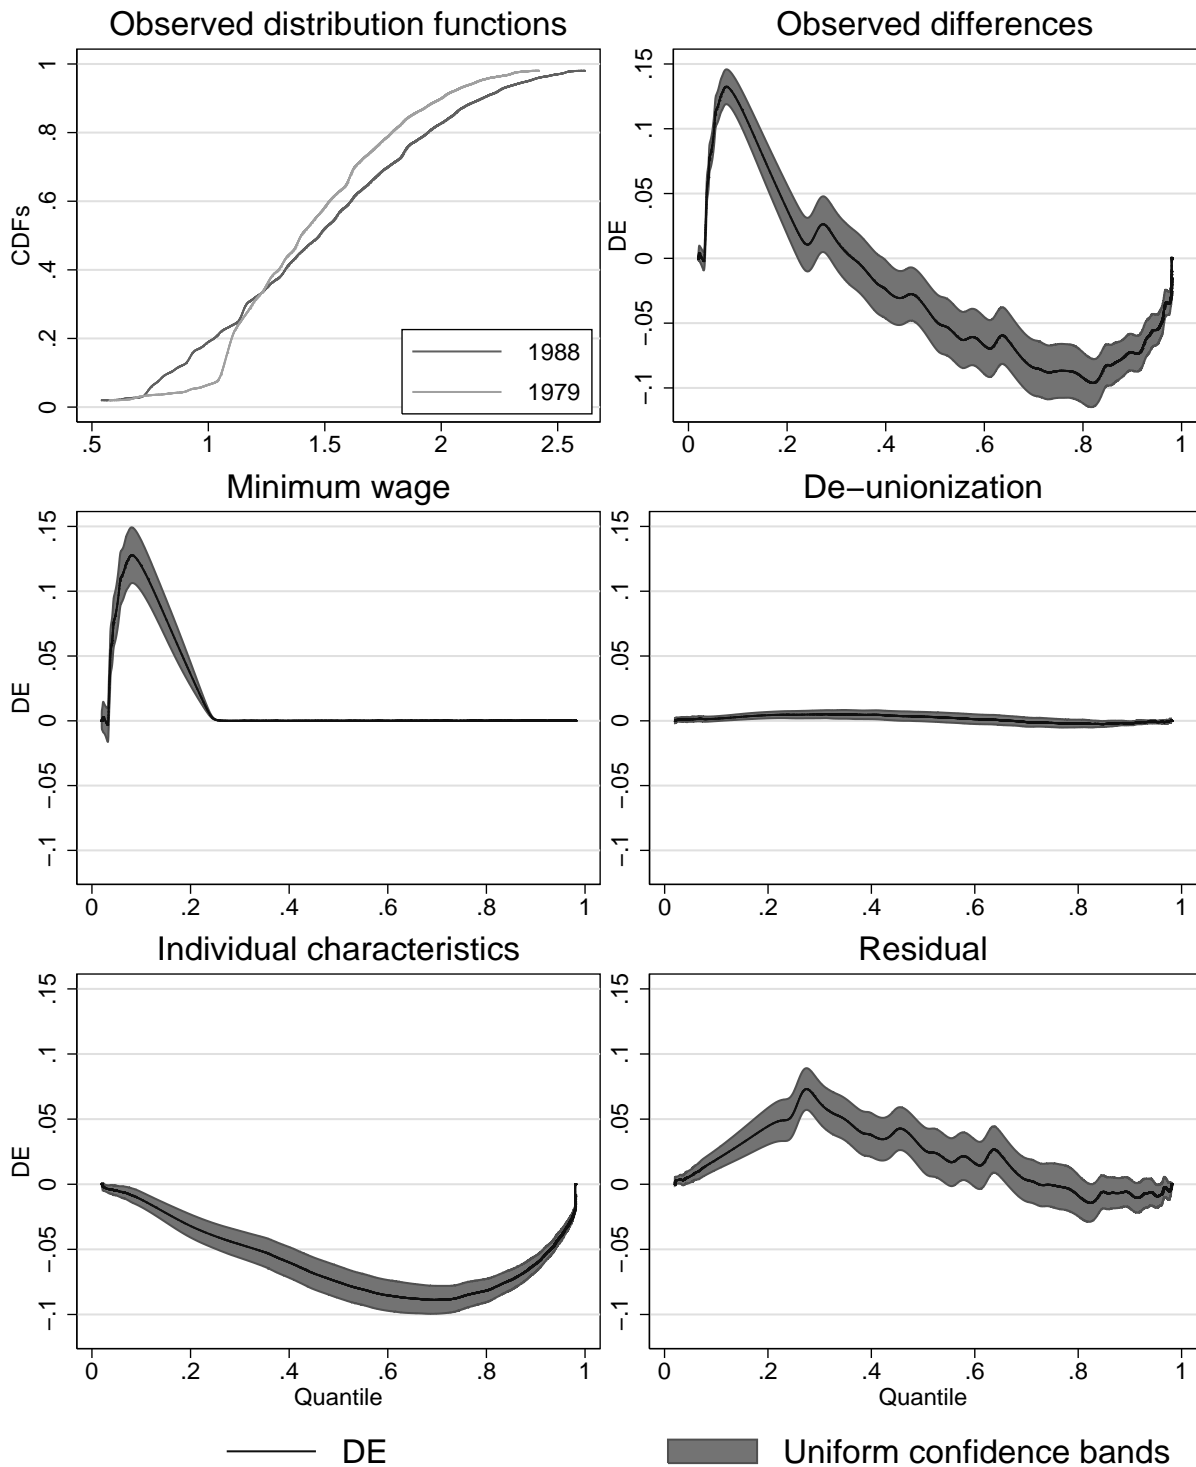 Observed distribution functions
CDFs
1
.8
.6
.4
.2
0
1988
1979
.5 1 1.5 2 2.5
Observed differences
DE
.15
.1
.05
0
−.05
−.1
0 .2 .4 .6 .8 1
Minimum wage
DE
.15
.1
.05
0
−.05
−.1
0 .2 .4 .6 .8 1
De−unionization
.15
.1
.05
0
−.05
−.1
0 .2 .4 .6 .8 1
Individual characteristics
DE
.15
.1
.05
0
−.05
−.1
0 .2 .4 .6 .8 1
Quantile
Residual
.15
.1
.05
0
−.05
−.1
0 .2 .4 .6 .8 1
Quantile
DE
Uniform confidence bands